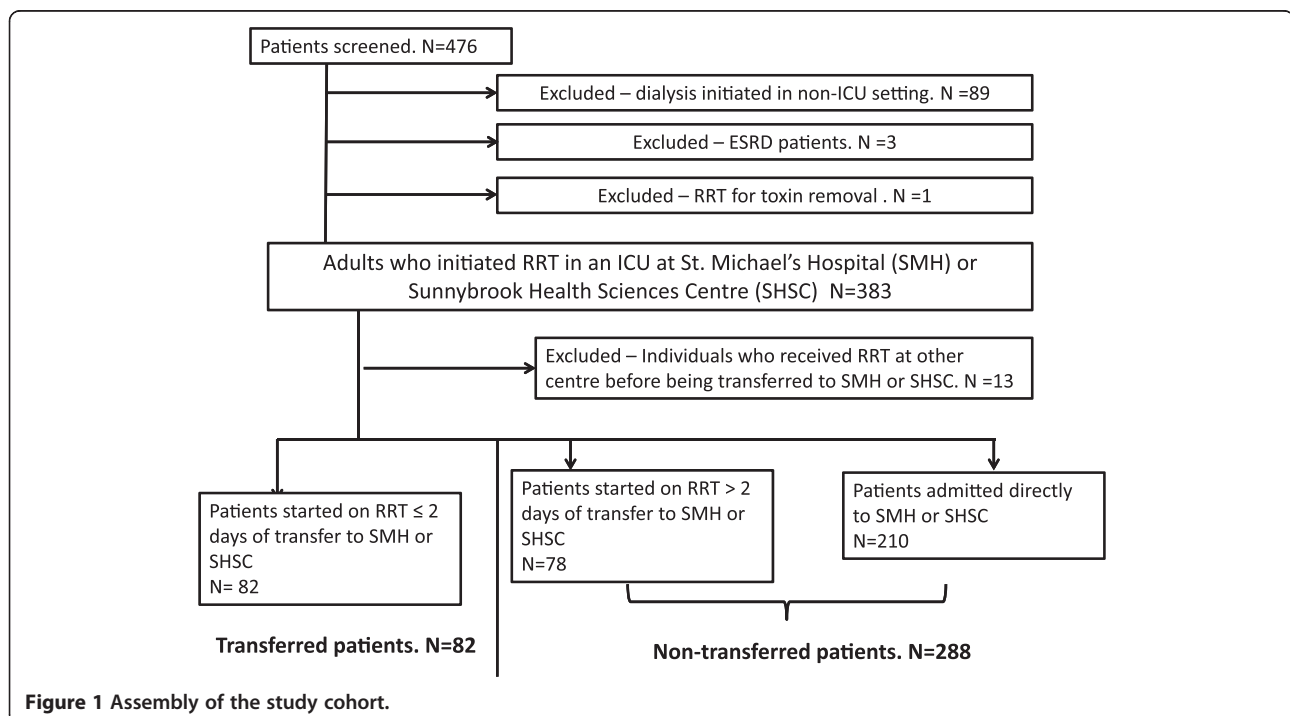 Patients screened. N=476
Excluded – dialysis initiated in non-ICU setting. N =89
Excluded – ESRD patients. N =3
Excluded – RRT for toxin removal . N =1
Adults who initiated RRT in an ICU at St. Michael's Hospital (SMH) or
Sunnybrook Health Sciences Centre (SHSC) N=383
Excluded – Individuals who received RRT at other
centre before being transferred to SMH or SHSC. N =13
Patients started on RRT ≤ 2
days of transfer to SMH or
SHSC
N= 82
Patients started on RRT > 2
days of transfer to SMH or
SHSC
N=78
Patients admitted directly
to SMH or SHSC
N=210
Transferred patients. N=82
Non-transferred patients. N=288
Figure 1 Assembly of the study cohort.